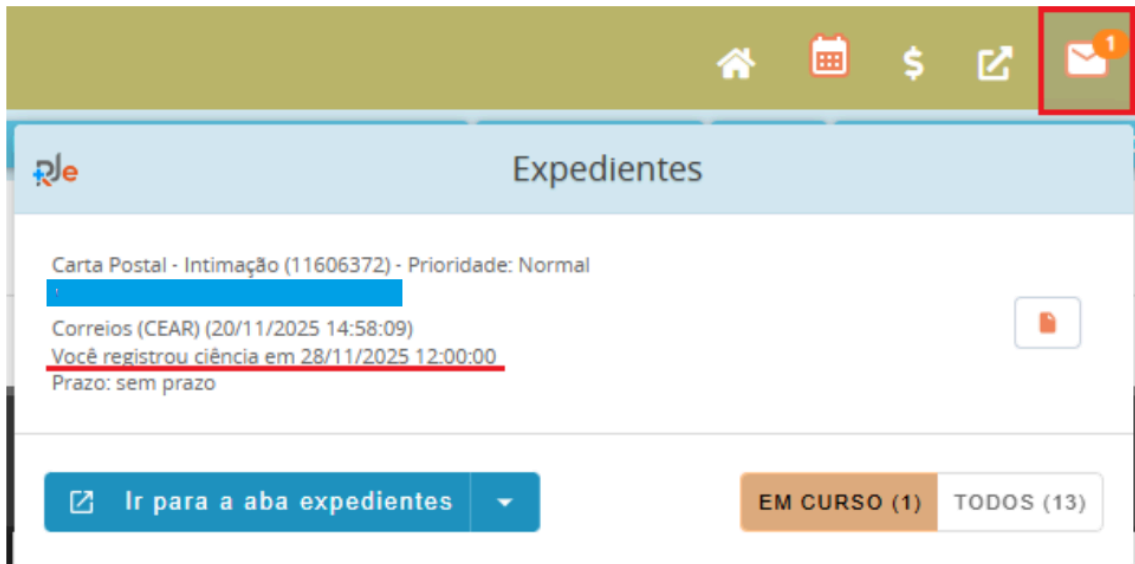 1
PJe
Expedientes
Carta Postal - Intimação (11606372) - Prioridade: Normal
Correios (CEAR) (20/11/2025 14:58:09)
Você registrou ciência em 28/11/2025 12:00:00
Prazo: sem prazo
Ir para a aba expedientes
EM CURSO (1) TODOS (13)